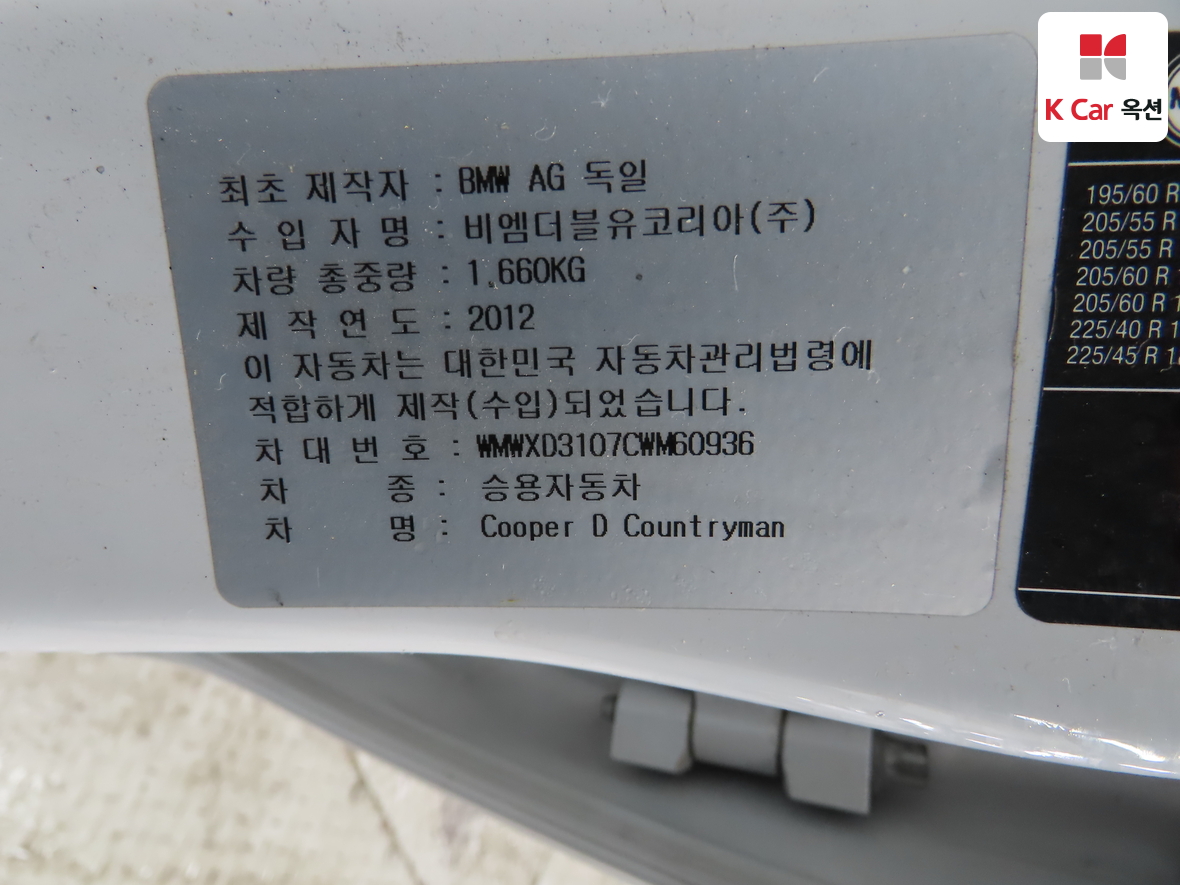 K Car 옥션
최초 제작자 : BMW AG 독일
수 입 자 명 : 비엠더블유코리아(주)
차량 총중량 : 1,660KG
제 작 연 도 : 2012
이 자동차는 대한민국 자동차관리법령에
적합하게 제작(수입)되었습니다.
차 대 번 호 : WMWXD3107CWM60936
차 종 : 승용자동차
차 명 : Cooper D Countryman
195/60 R
205/55 R
205/55 R
205/60 R
205/60 R 1
225/40 R 1
225/45 R 1